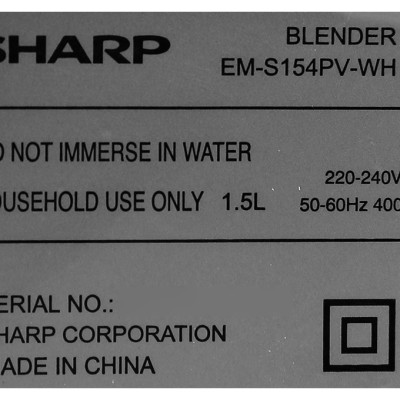 SHARP
BLENDER
EM-S154PV-WH
DO NOT IMMERSE IN WATER
HOUSEHOLD USE ONLY 1.5L
220-240V
50-60Hz 400
SERIAL NO.:
SHARP CORPORATION
MADE IN CHINA